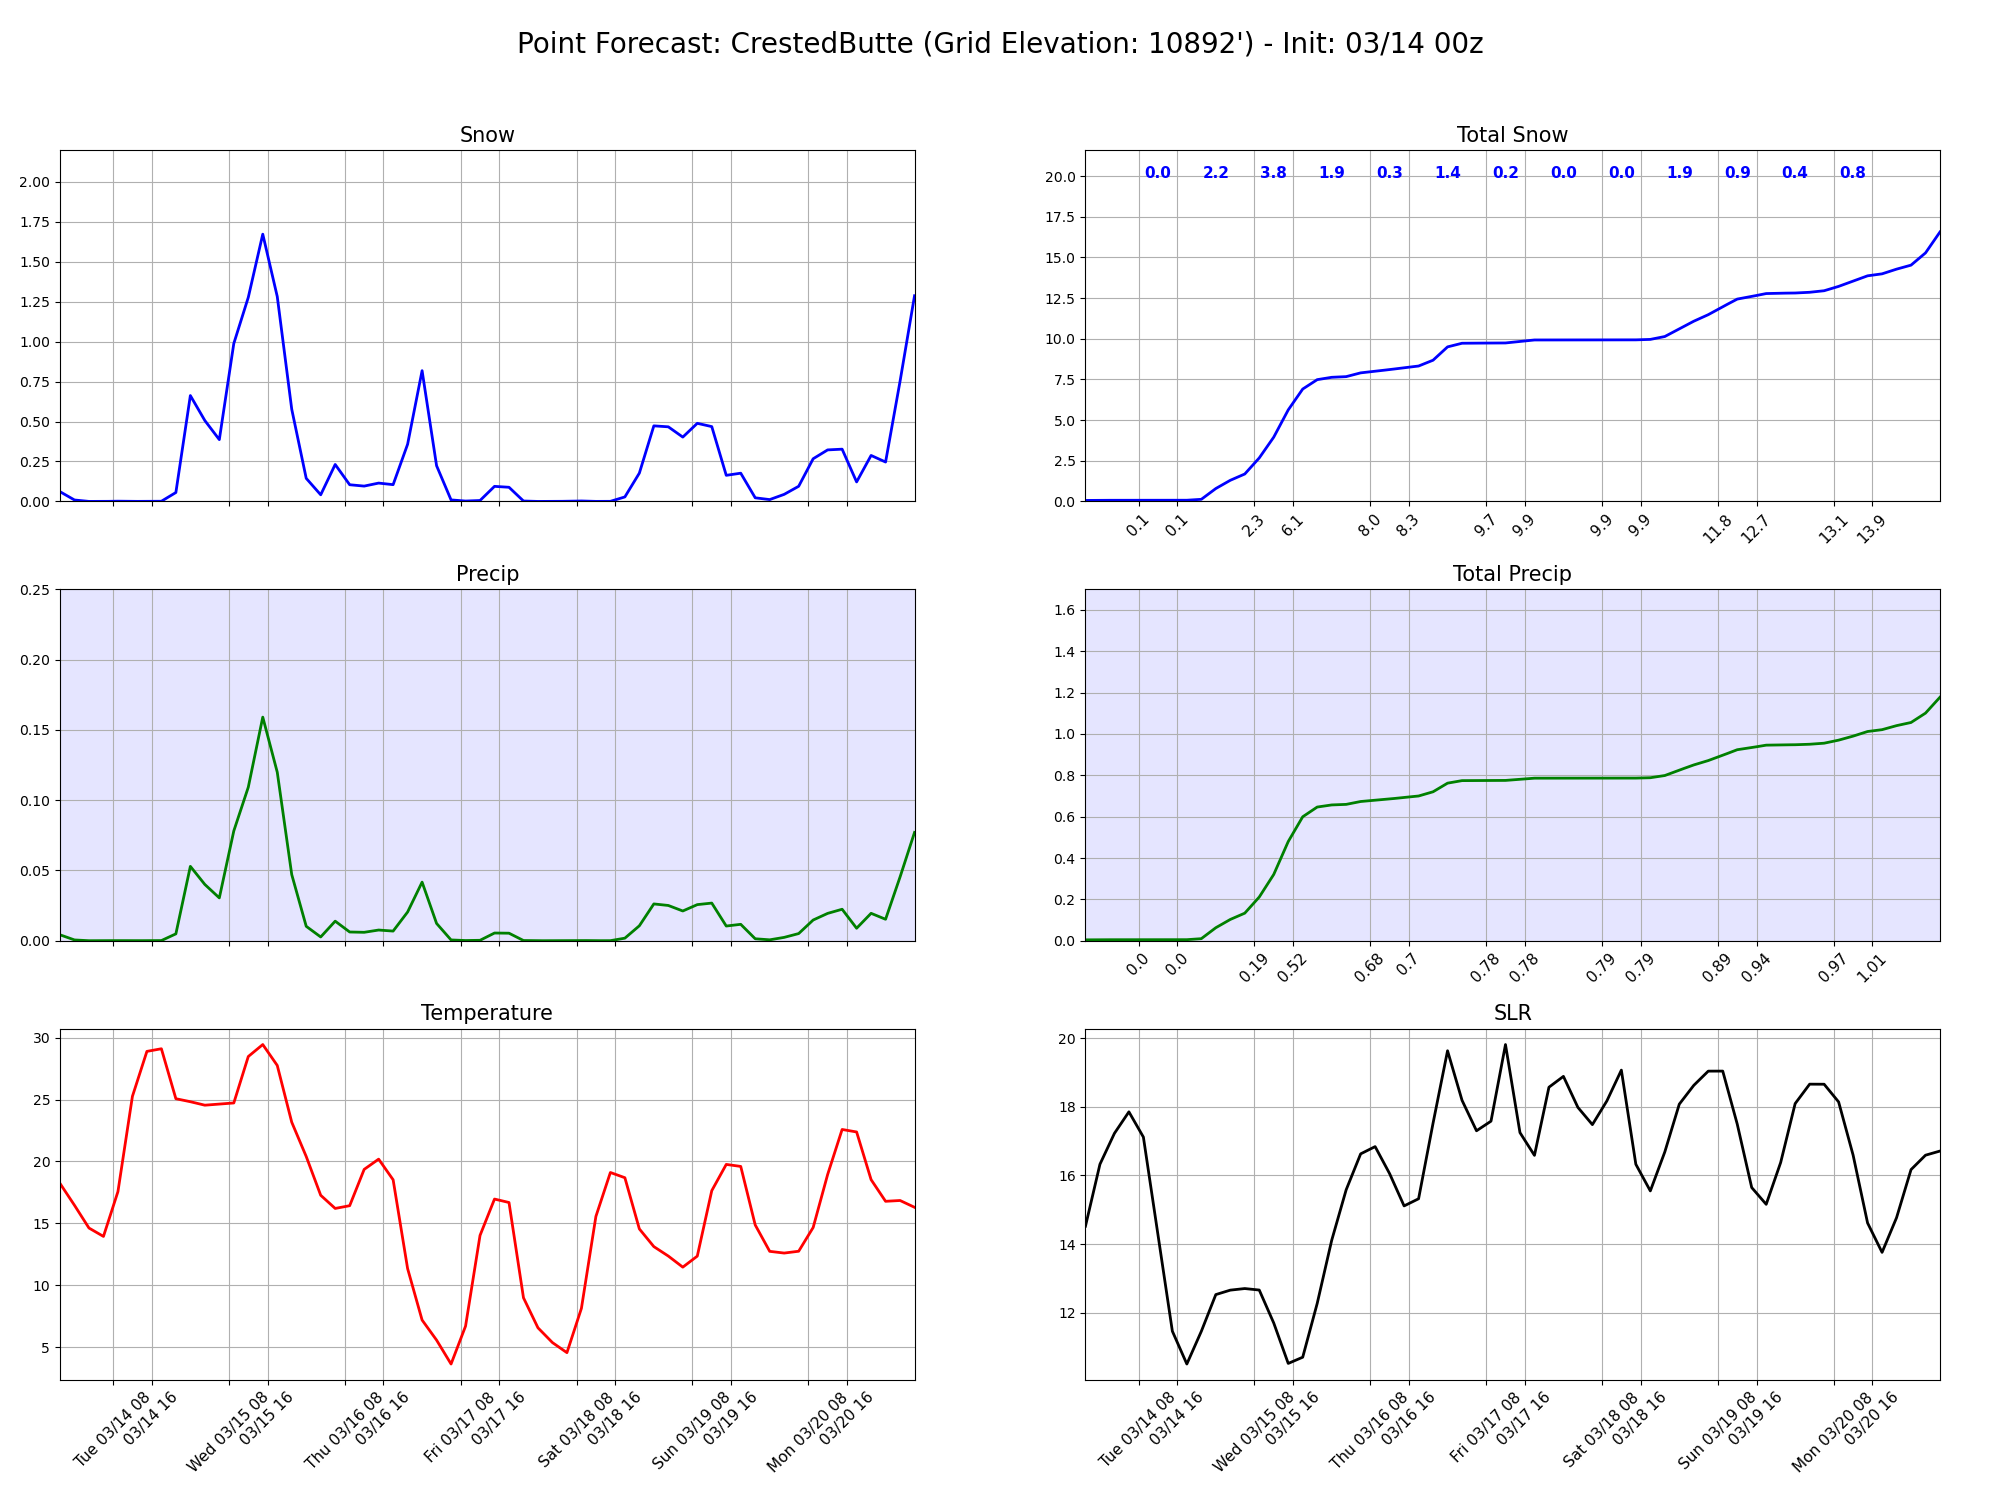 Point Forecast: CrestedButte (Grid Elevation: 10892') - Init: 03/14 00z
Snow
2.00
1.75
1.50
1.25
1.00
0.75
0.50
0.25
0.00
Total Snow
0.0 2.2 3.8 1.9 0.3 1.4 0.2 0.0 0.0 1.9 0.9 0.4 0.8
20.0
17.5
15.0
12.5
10.0
7.5
5.0
2.5
0.0
0.1 0.1 2.3 6.1 8.0 8.3 9.7 9.9 9.9 9.9 11.8 12.7 13.1 13.9
Precip
0.25
0.20
0.15
0.10
0.05
0.00
Total Precip
1.6
1.4
1.2
1.0
0.8
0.6
0.4
0.2
0.0
0.0 0.0 0.19 0.52 0.68 0.7 0.78 0.78 0.79 0.79 0.89 0.94 0.97 1.01
Temperature
30
25
20
15
10
5
Tue 03/14 08
03/14 16
Wed 03/15 08
03/15 16
Thu 03/16 08
03/16 16
Fri 03/17 08
03/17 16
Sat 03/18 08
03/18 16
Sun 03/19 08
03/19 16
Mon 03/20 08
03/20 16
SLR
20
18
16
14
12
Tue 03/14 08
03/14 16
Wed 03/15 08
03/15 16
Thu 03/16 08
03/16 16
Fri 03/17 08
03/17 16
Sat 03/18 08
03/18 16
Sun 03/19 08
03/19 16
Mon 03/20 08
03/20 16